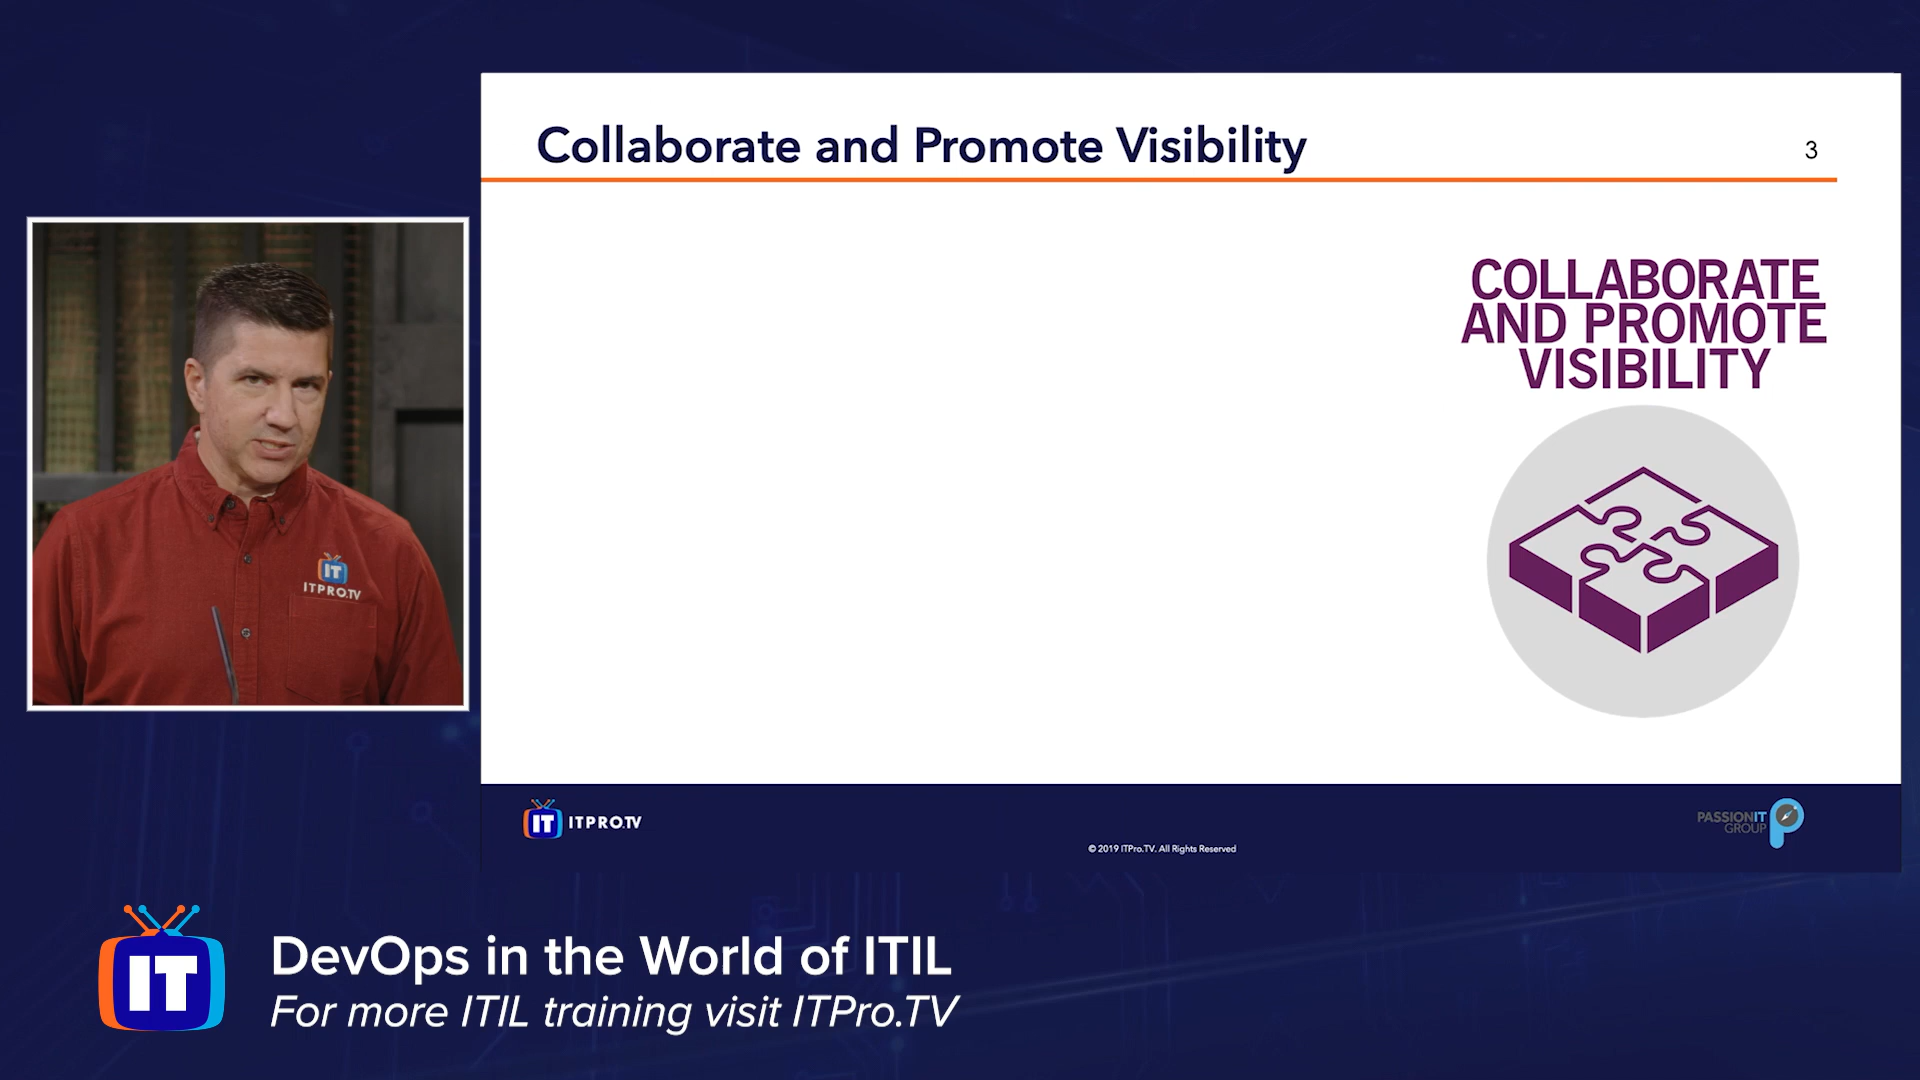 Collaborate and Promote Visibility
3
COLLABORATE
AND PROMOTE
VISIBILITY
IT
ITPRO.TV
IT ITPRO.TV
© 2019 ITPro.TV. All Rights Reserved
PASSIONIT
GROUP
IT
DevOps in the World of ITIL
For more ITIL training visit ITPro.TV